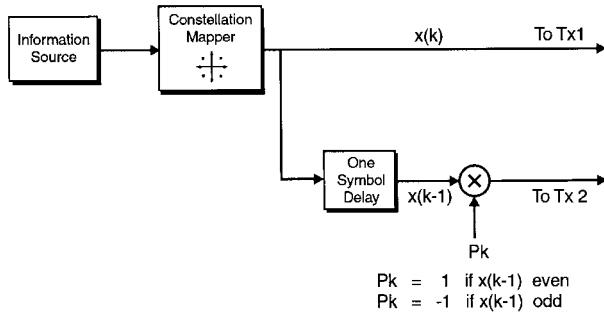 Information
Source
Constellation
Mapper
x(k)
To Tx1
One
Symbol
Delay
x(k-1)
To Tx 2
Pk
Pk = 1 if x(k-1) even
Pk = -1 if x(k-1) odd